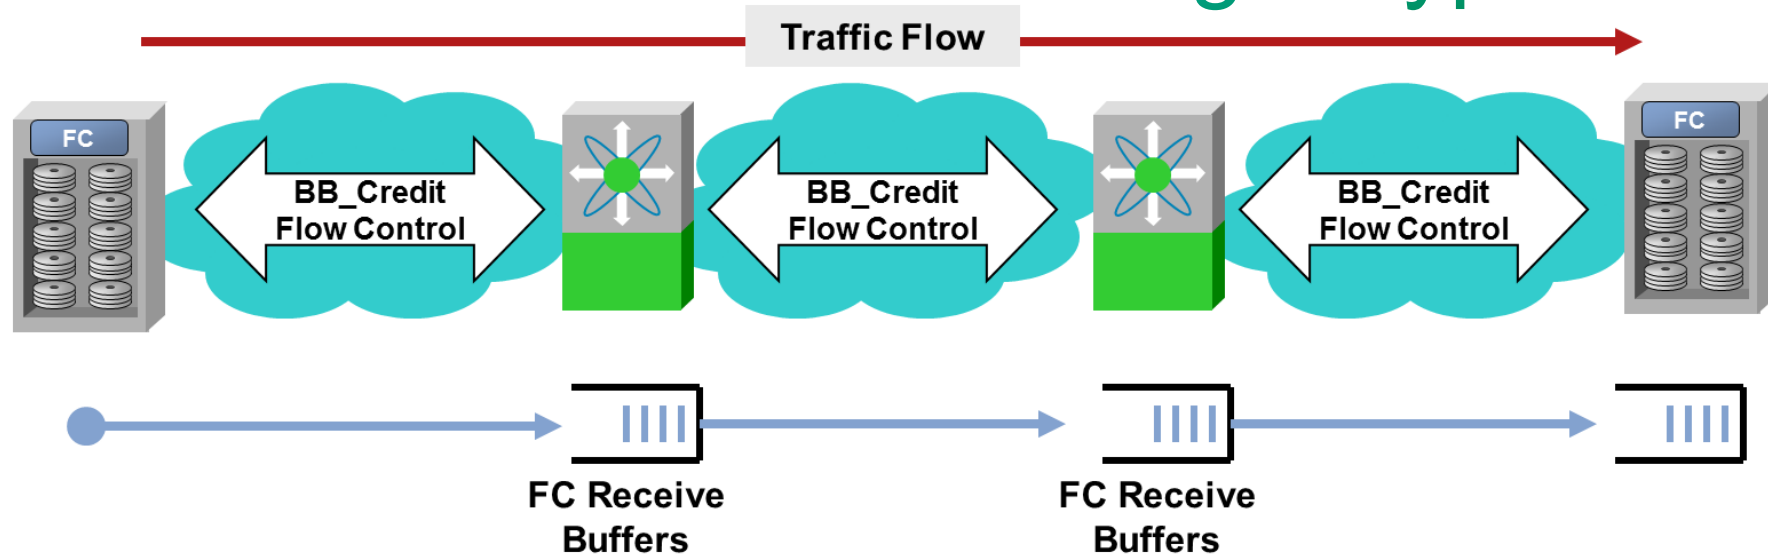 Traffic Flow
FC
FC
BB_Credit
Flow Control
BB_Credit
Flow Control
BB_Credit
Flow Control
FC Receive
Buffers
FC Receive
Buffers